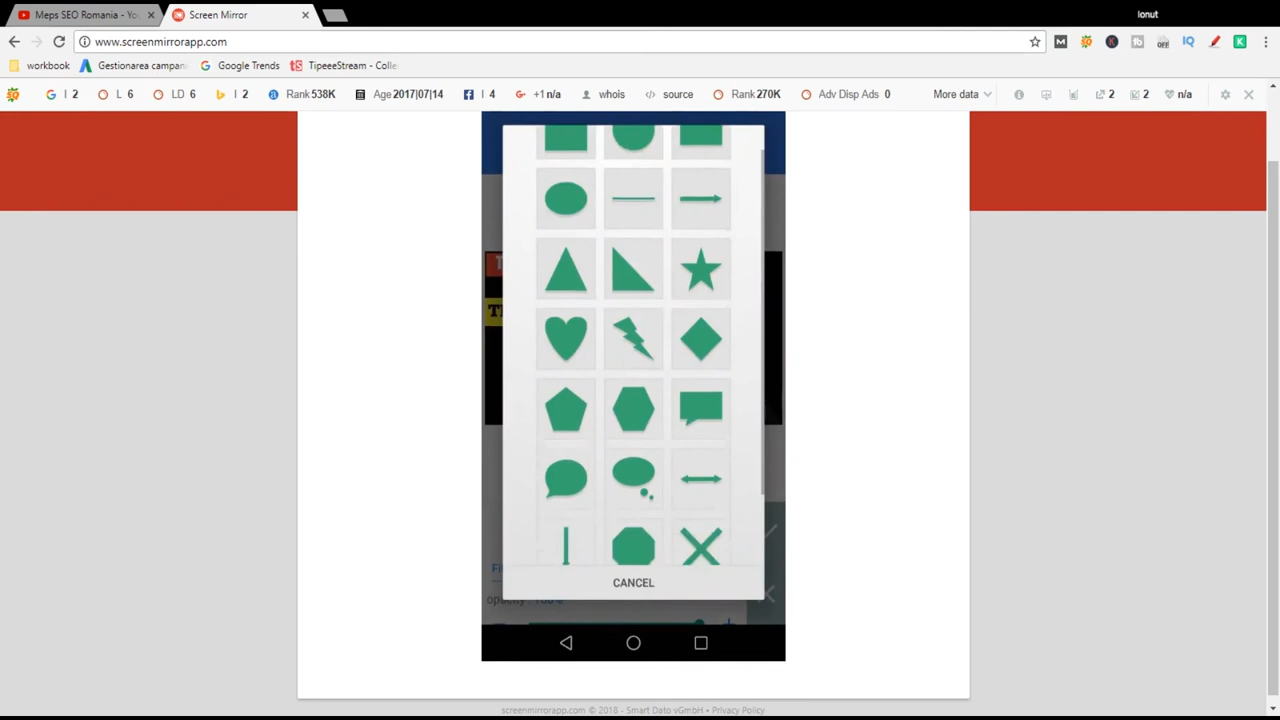 Meps SEO Romania - Yo
Screen Mirror
Ionut
www.screenmirrorapp.com
workbook
Gestionarea campan
Google Trends
TipeeeStream - Colle
I 2
L 6
LD 6
I 2
Rank 538K
Age 2017|07|14
I 4
+1 n/a
whois
source
Rank 270K
Adv Disp Ads 0
More data
2
2
n/a
CANCEL
opacity :
screenmirrorapp.com © 2018 - Smart Dato vGmbH • Privacy Policy